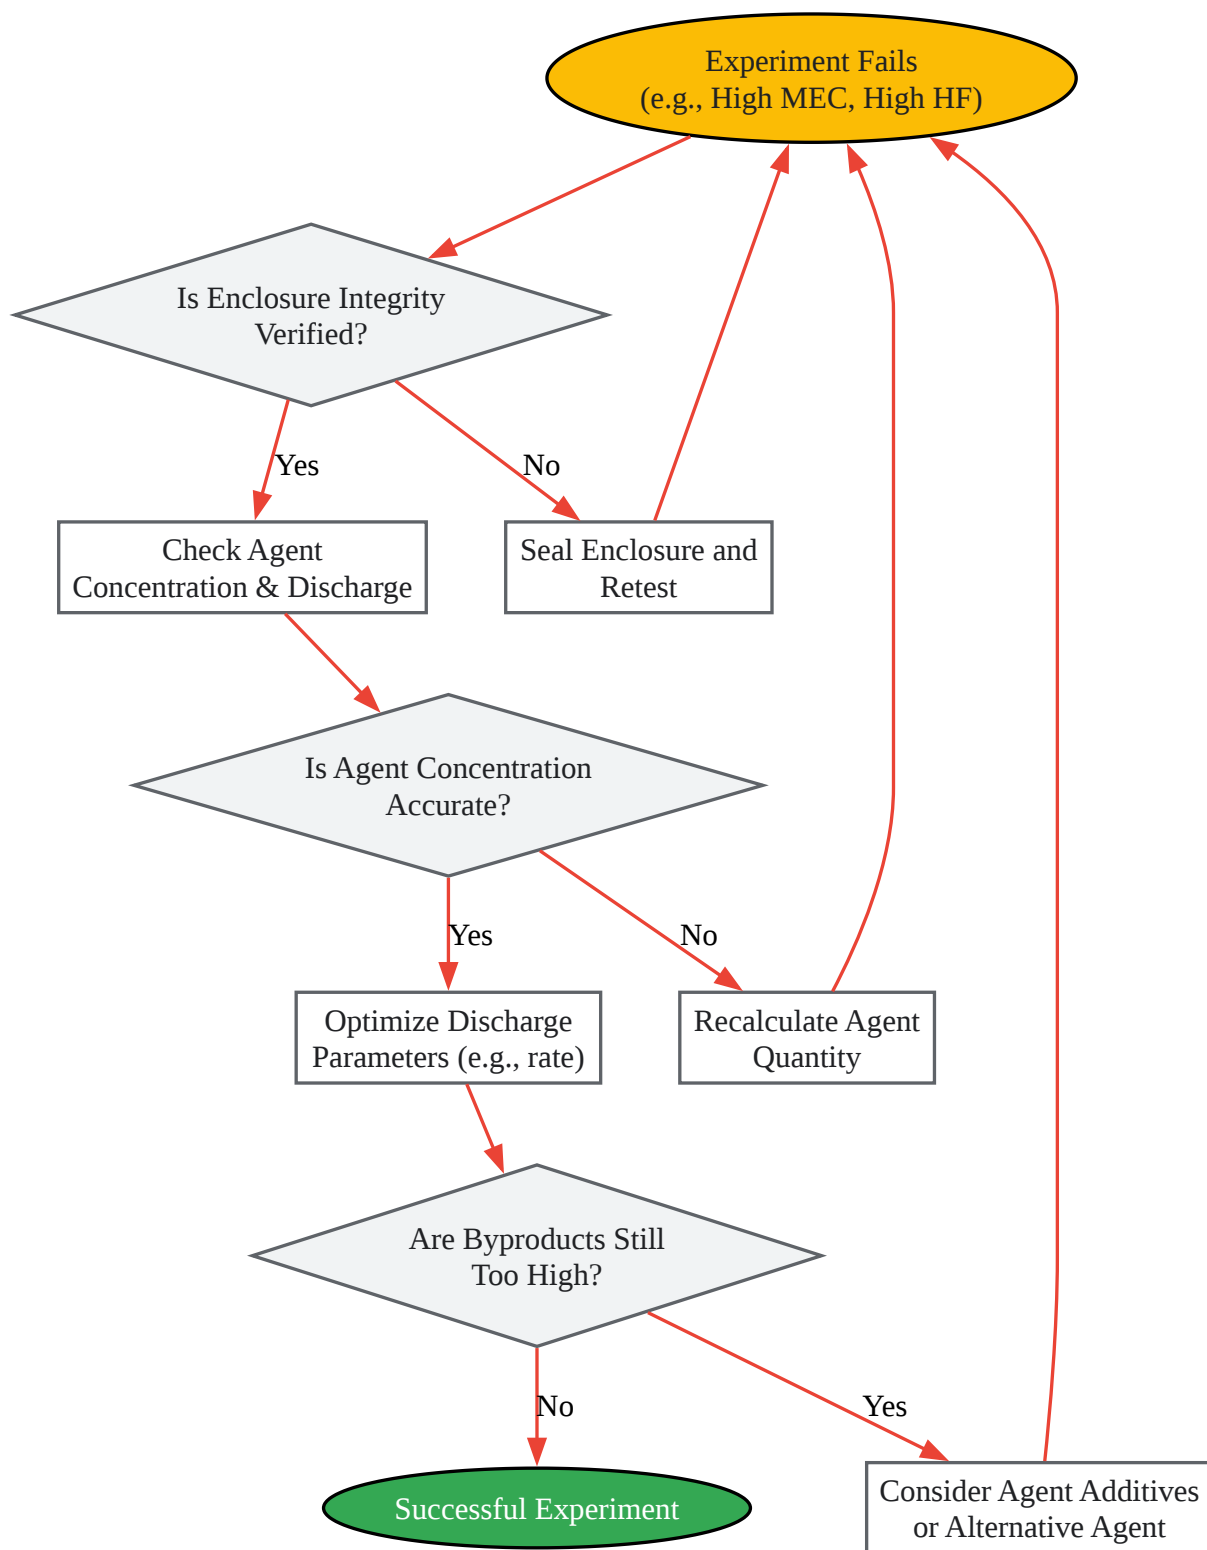 Experiment Fails
(e.g., High MEC, High HF)
Is Enclosure Integrity
Verified?
Yes
No
Check Agent
Concentration & Discharge
Seal Enclosure and
Retest
Is Agent Concentration
Accurate?
Yes
No
Optimize Discharge
Parameters (e.g., rate)
Recalculate Agent
Quantity
Are Byproducts Still
Too High?
No
Yes
Successful Experiment
Consider Agent Additives
or Alternative Agent